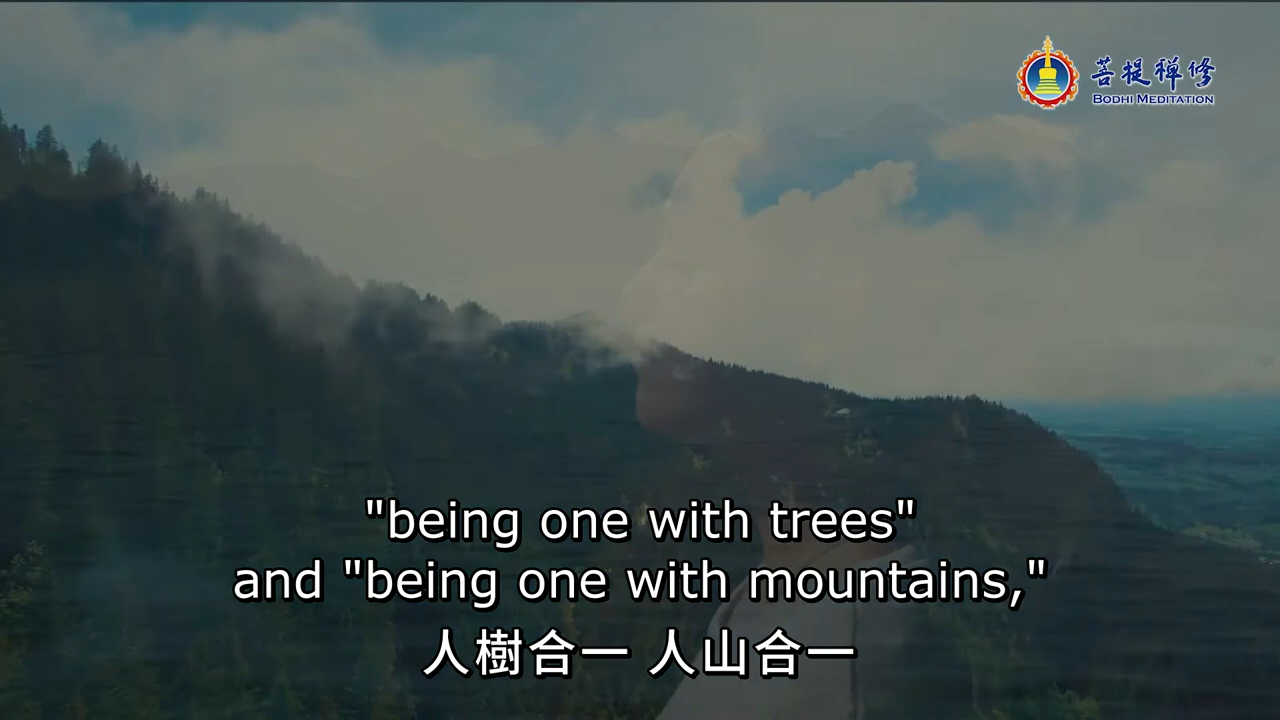 菩提禪修
BODHI MEDITATION
"being one with trees"
and "being one with mountains,"
人樹合一 人山合一